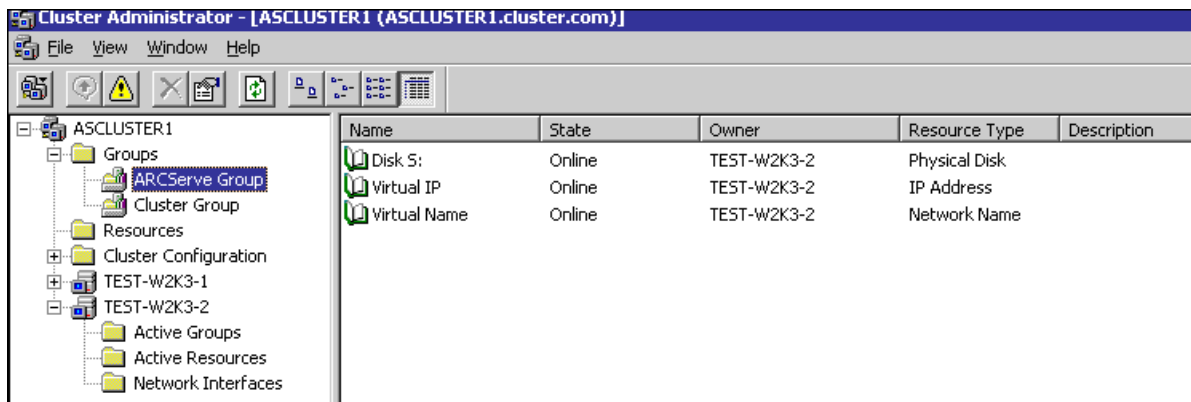 Cluster Administrator - [ASCLUSTER1 (ASCLUSTER1.cluster.com)]
File View Window Help
ASCLUSTER1
Groups
ARCServe Group
Cluster Group
Resources
Cluster Configuration
TEST-W2K3-1
TEST-W2K3-2
Active Groups
Active Resources
Network Interfaces
Name State Owner Resource Type Description
Disk S: Online TEST-W2K3-2 Physical Disk
Virtual IP Online TEST-W2K3-2 IP Address
Virtual Name Online TEST-W2K3-2 Network Name